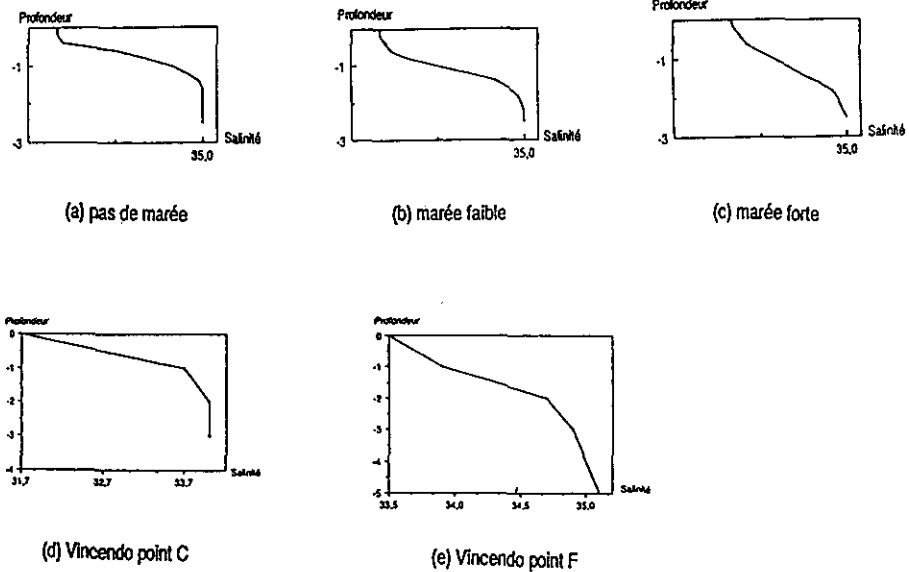 Profondeur
-1
-3
Salinité
35,0
(a) pas de marée
Profondeur
-1
-3
Salinité
35,0
(b) marée faible
Profondeur
-1
-3
Salinité
35,0
(c) marée forte
Profondeur
0
-1
-2
-3
-4
31,7 32,7 33,7
Salinité
(d) Vincendo point C
Profondeur
0
-1
-2
-3
-4
-5
33,5 34,0 34,5 35,0
Salinité
(e) Vincendo point F